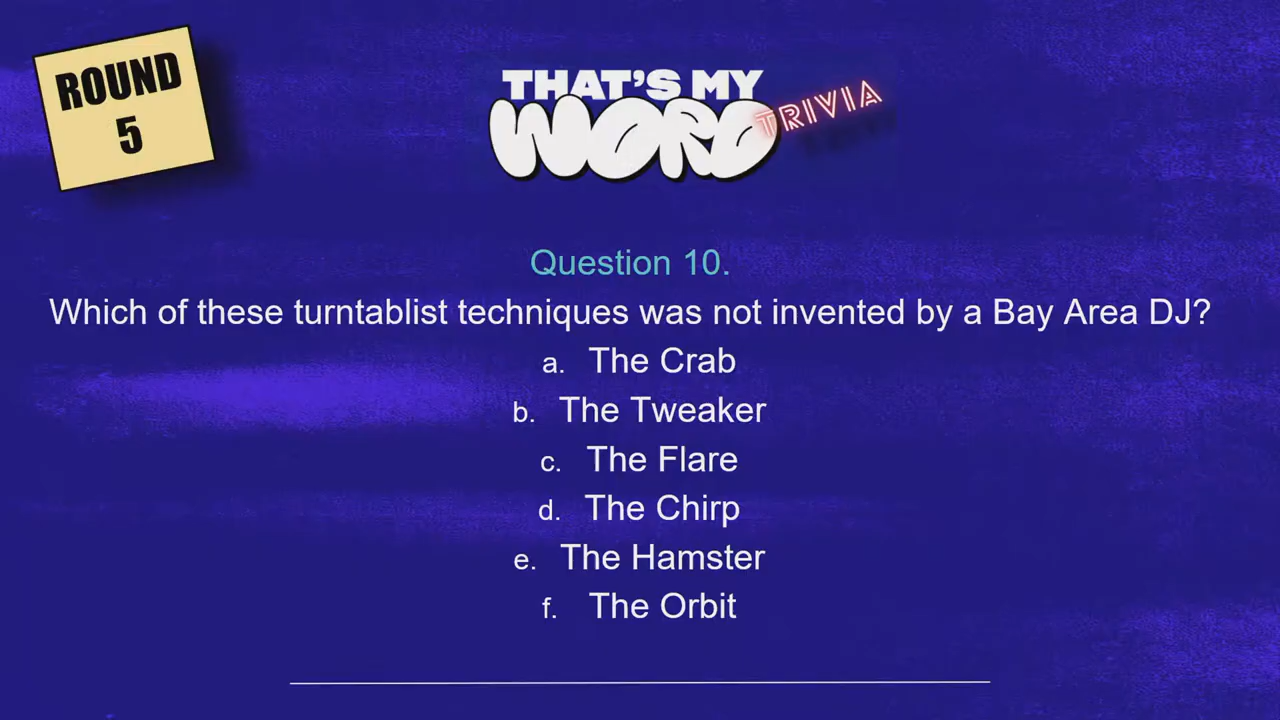 ROUND
5
THAT'S MY
WORD
TRIVIA
Question 10.
Which of these turntablist techniques was not invented by a Bay Area DJ?
a. The Crab
b. The Tweaker
c. The Flare
d. The Chirp
e. The Hamster
f. The Orbit